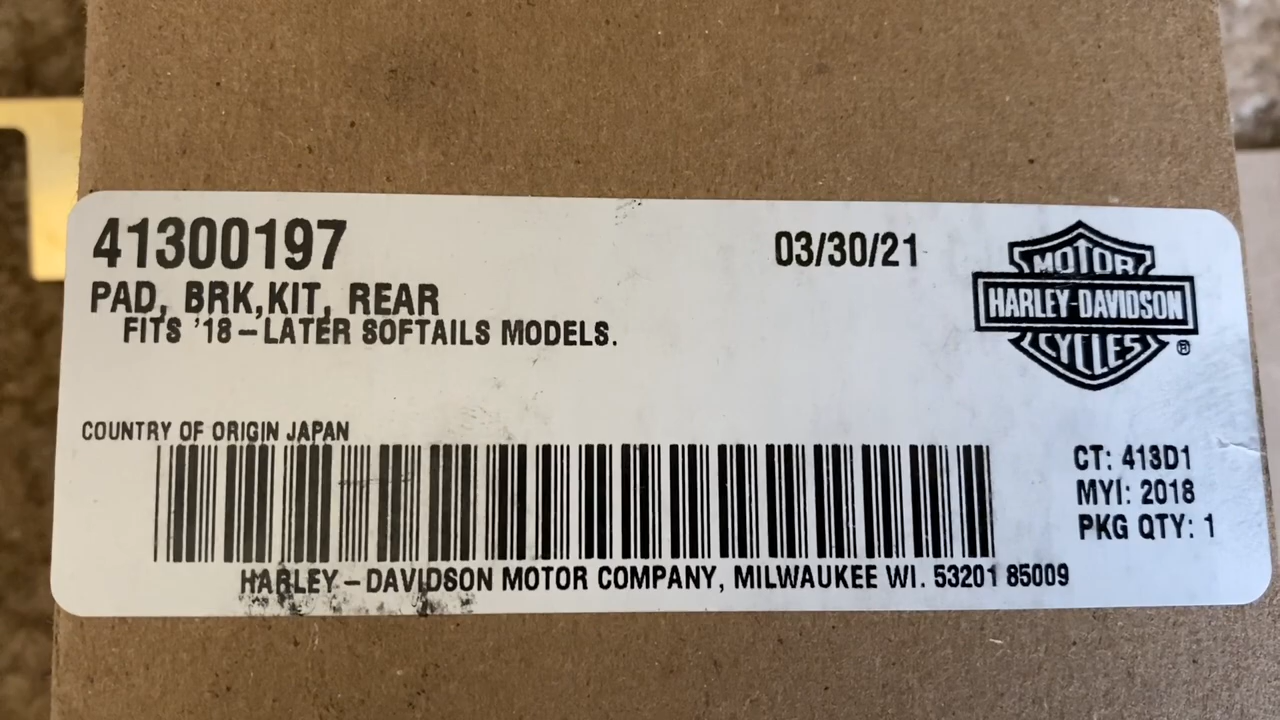 41300197
03/30/21
PAD, BRK,KIT, REAR
FITS '18-LATER SOFTAILS MODELS.
MOTOR
HARLEY-DAVIDSON
CYCLES
®
COUNTRY OF ORIGIN JAPAN
CT: 413D1
MYI: 2018
PKG QTY: 1
HARLEY-DAVIDSON MOTOR COMPANY, MILWAUKEE WI. 53201 85009